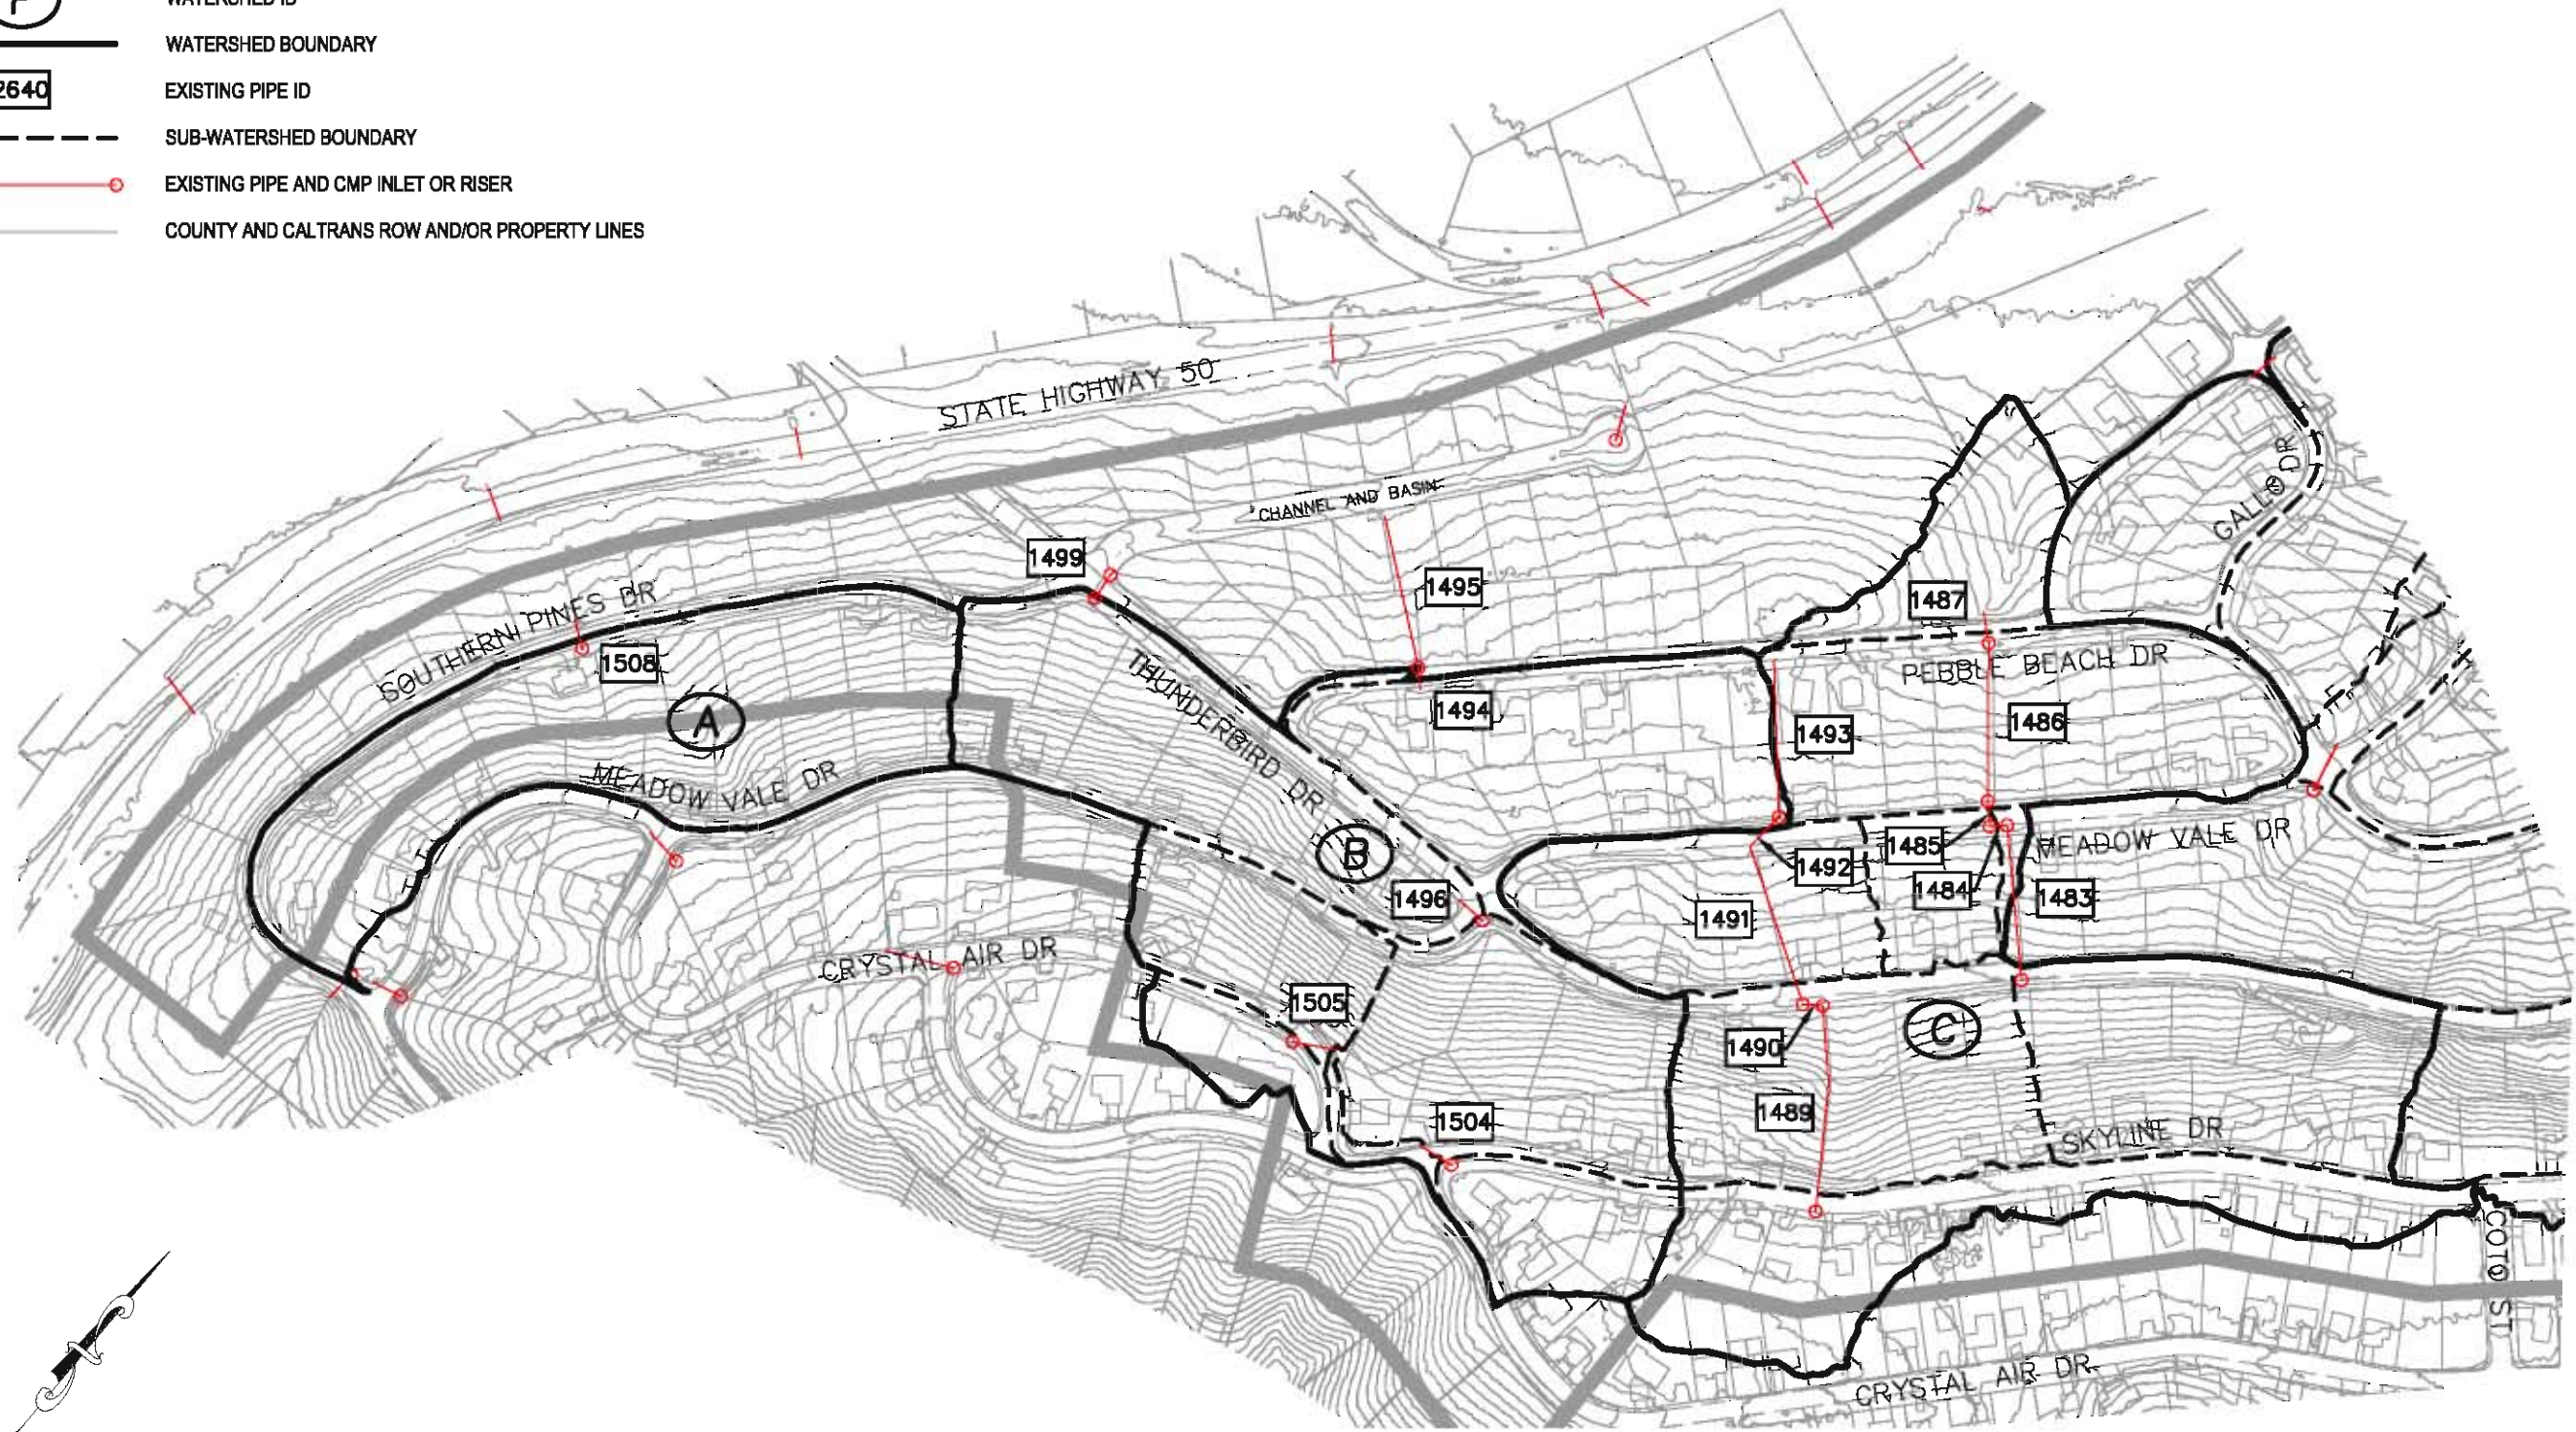 WATERSHED ID
WATERSHED BOUNDARY
2640
EXISTING PIPE ID
SUB-WATERSHED BOUNDARY
EXISTING PIPE AND CMP INLET OR RISER
COUNTY AND CALTRANS ROW AND/OR PROPERTY LINES
STATE HIGHWAY 50
CHANNEL AND BASIN
GALLO DR
1499
1495
1487
SOUTHERN PINES DR
1508
THUNDERBIRD DR
PEBBLE BEACH DR
A
1494
1493
1486
MEADOW VALE DR
B
1485
MEADOW VALE DR
1492
1484
1483
1496
1491
CRYSTAL AIR DR
1505
C
1490
1489
1504
SKYLINE DR
COTO ST
CRYSTAL AIR DR